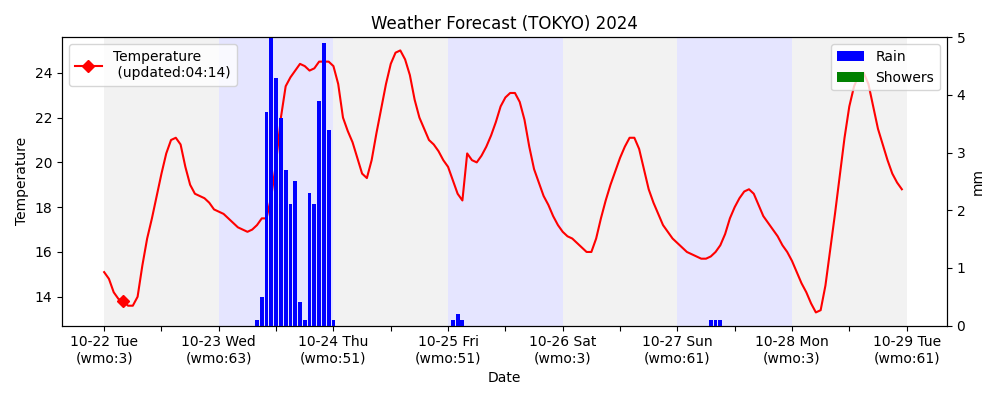 Weather Forecast (TOKYO) 2024
Temperature
(updated:04:14)
Rain
Showers
Temperature
24
22
20
18
16
14
5
4
3
2
1
0
mm
10-22 Tue
(wmo:3)
10-23 Wed
(wmo:63)
10-24 Thu
(wmo:51)
10-25 Fri
(wmo:51)
10-26 Sat
(wmo:3)
10-27 Sun
(wmo:61)
10-28 Mon
(wmo:3)
10-29 Tue
(wmo:61)
Date